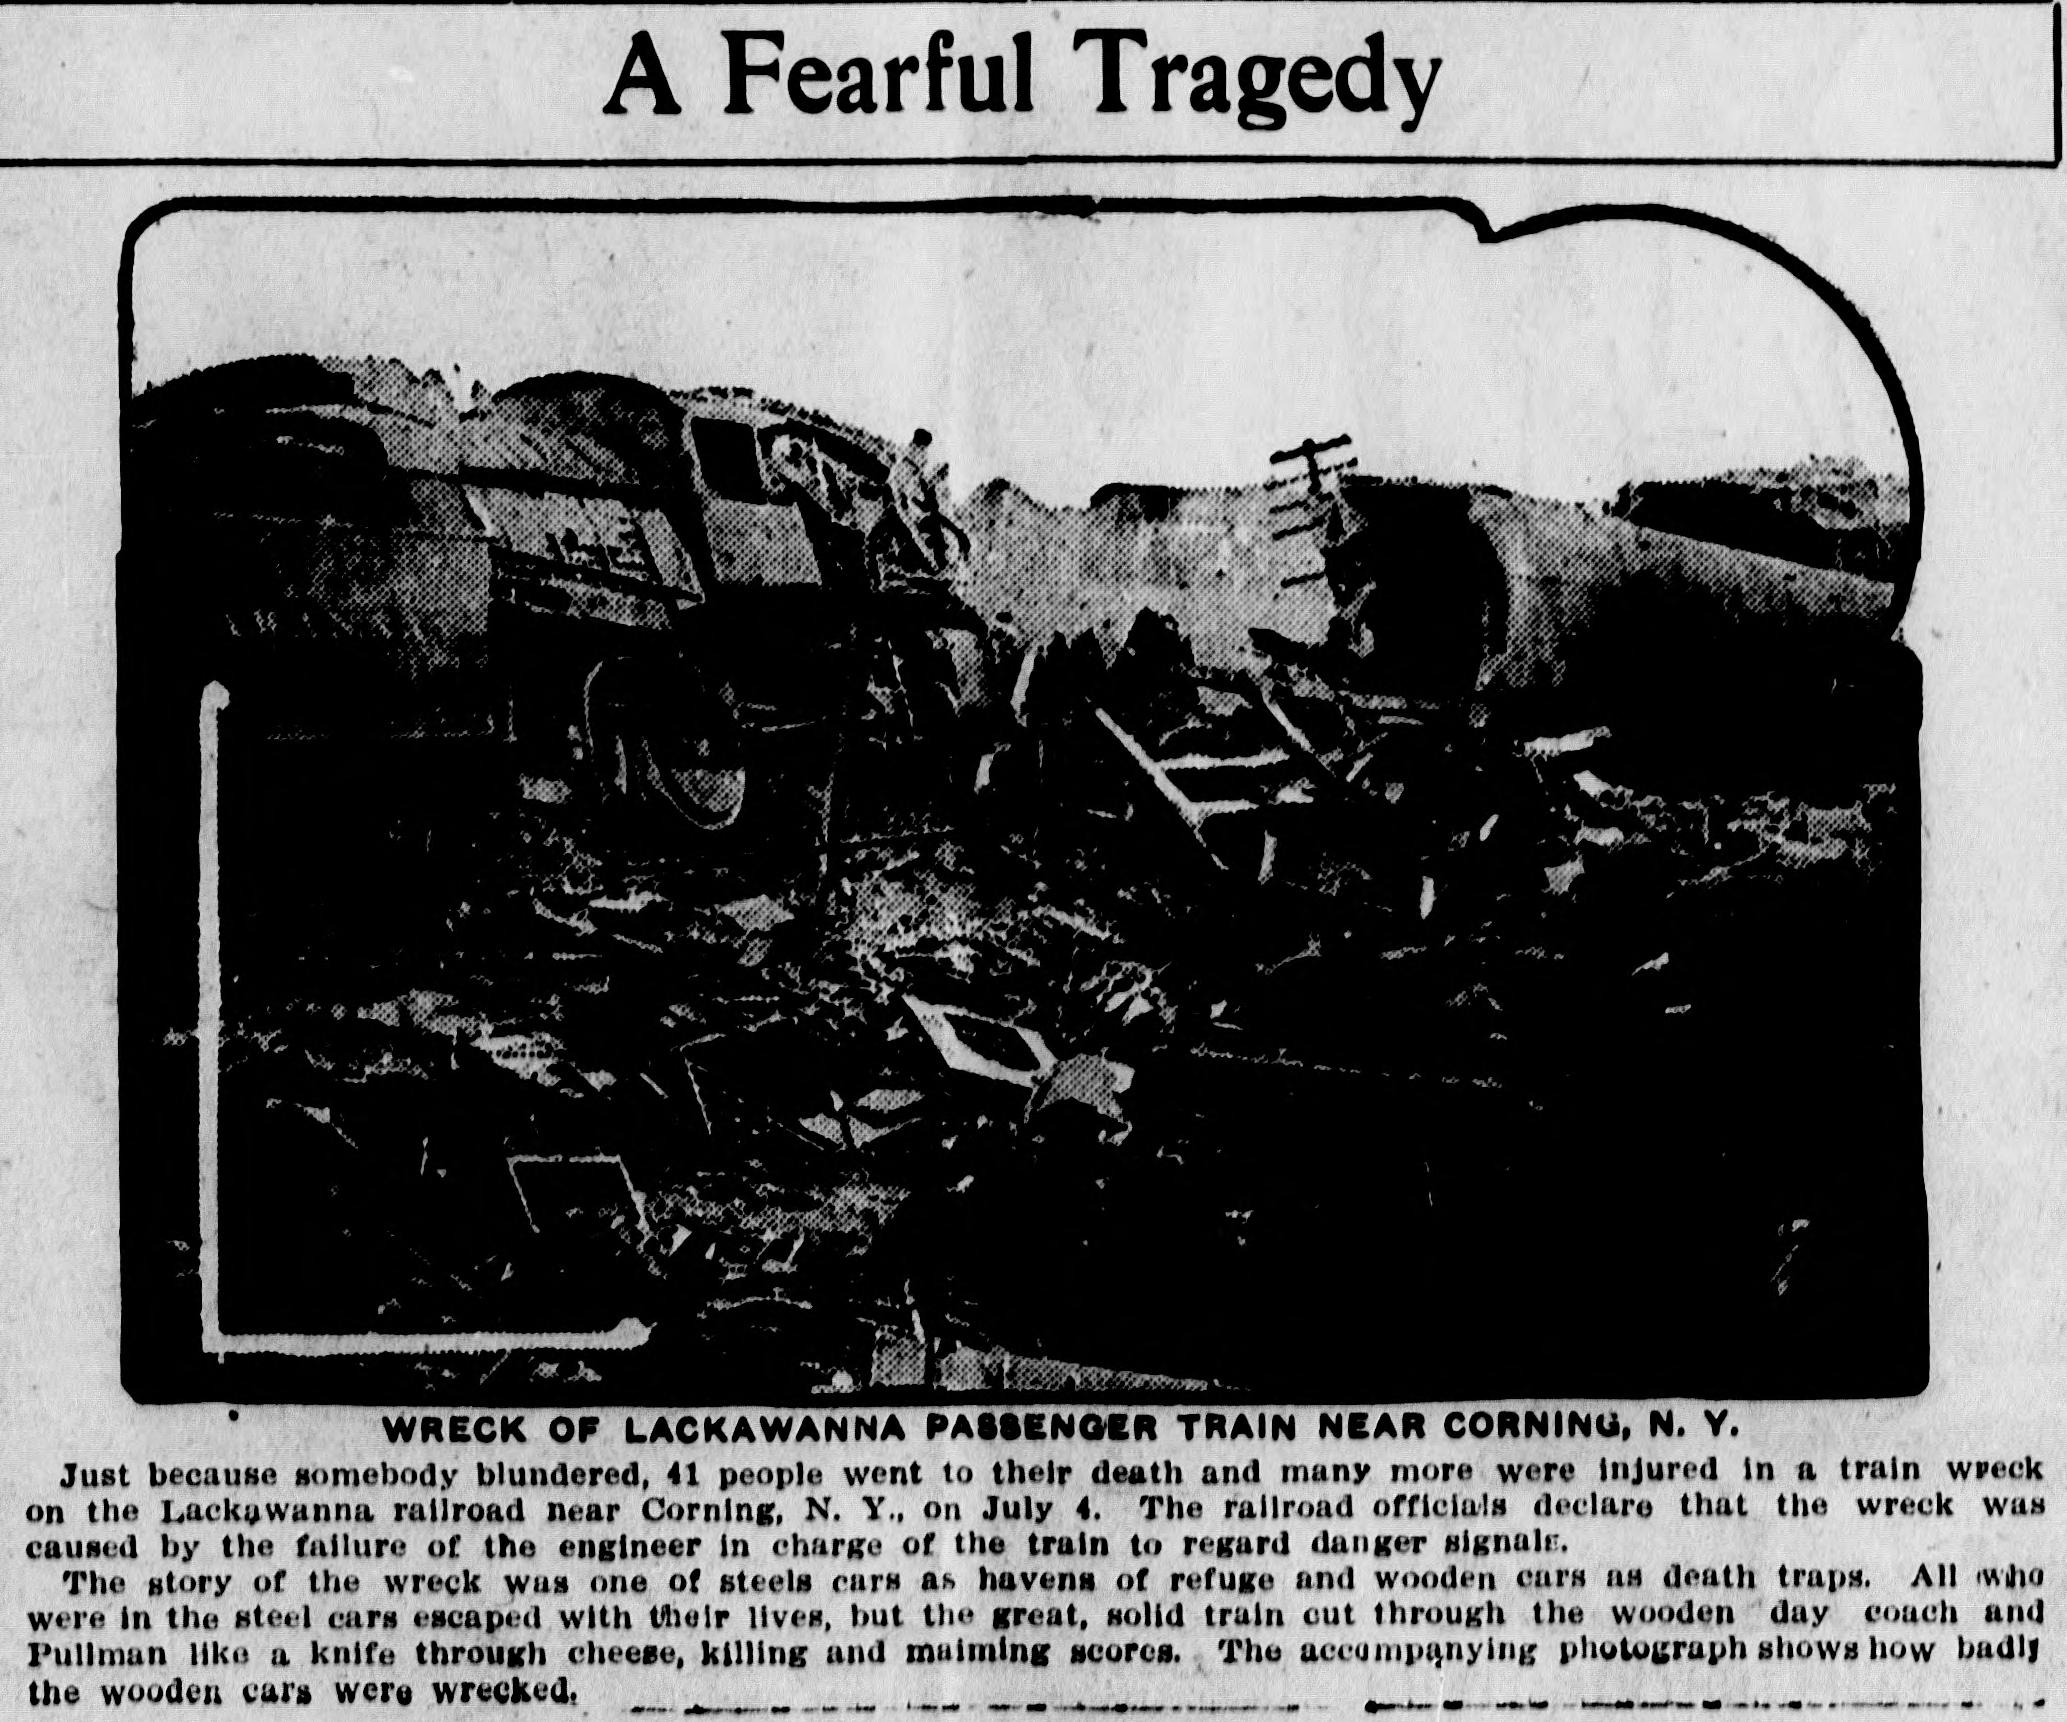 A Fearful Tragedy
WRECK OF LACKAWANNA PASSENGER TRAIN NEAR CORNING, N. Y.
Just because somebody blundered, 41 people went to their death and many more were injured in a train wreck
on the Lackawanna railroad near Corning, N. Y., on July 4. The railroad officials declare that the wreck was
caused by the failure of the engineer in charge of the train to regard danger signals.
The story of the wreck was one of steels cars as havens of refuge and wooden cars as death traps. All who
were in the steel cars escaped with their lives, but the great, solid train cut through the wooden day coach and
Pullman like a knife through cheese, killing and maiming scores. The accompanying photograph shows how badly
the wooden cars were wrecked.